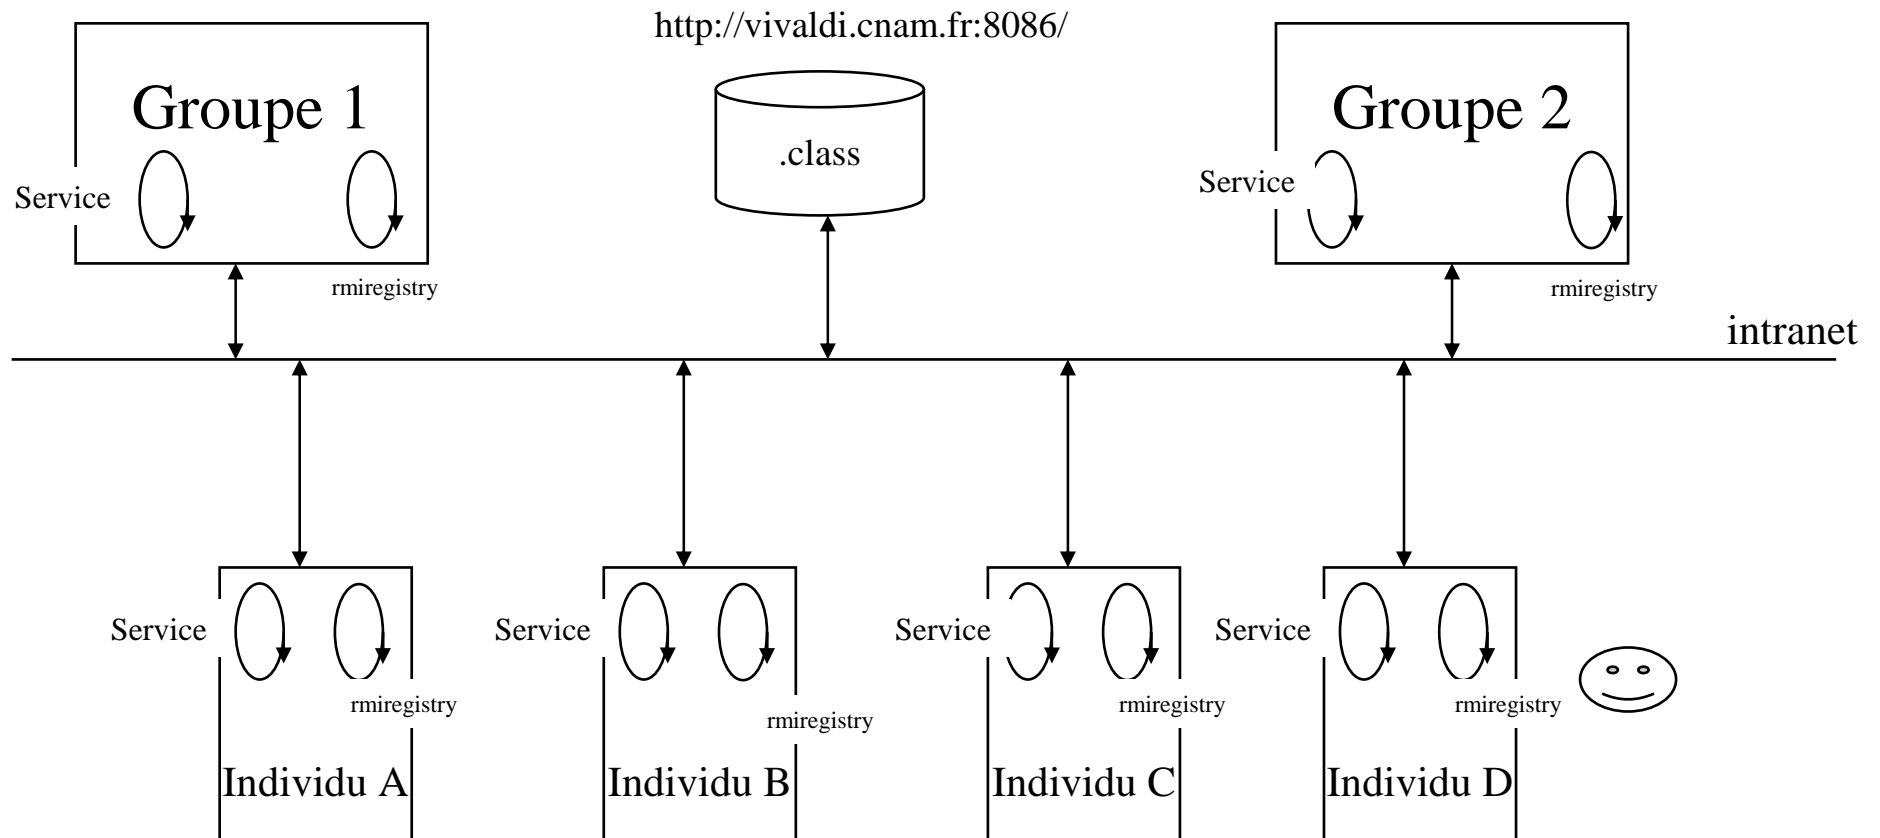 http://vivaldi.cnam.fr:8086/
Groupe 1
Groupe 2
.class
Service
Service
rmiregistry
rmiregistry
intranet
Service
Service
Service
Service
rmiregistry
rmiregistry
rmiregistry
rmiregistry
Individu A
Individu B
Individu C
Individu D